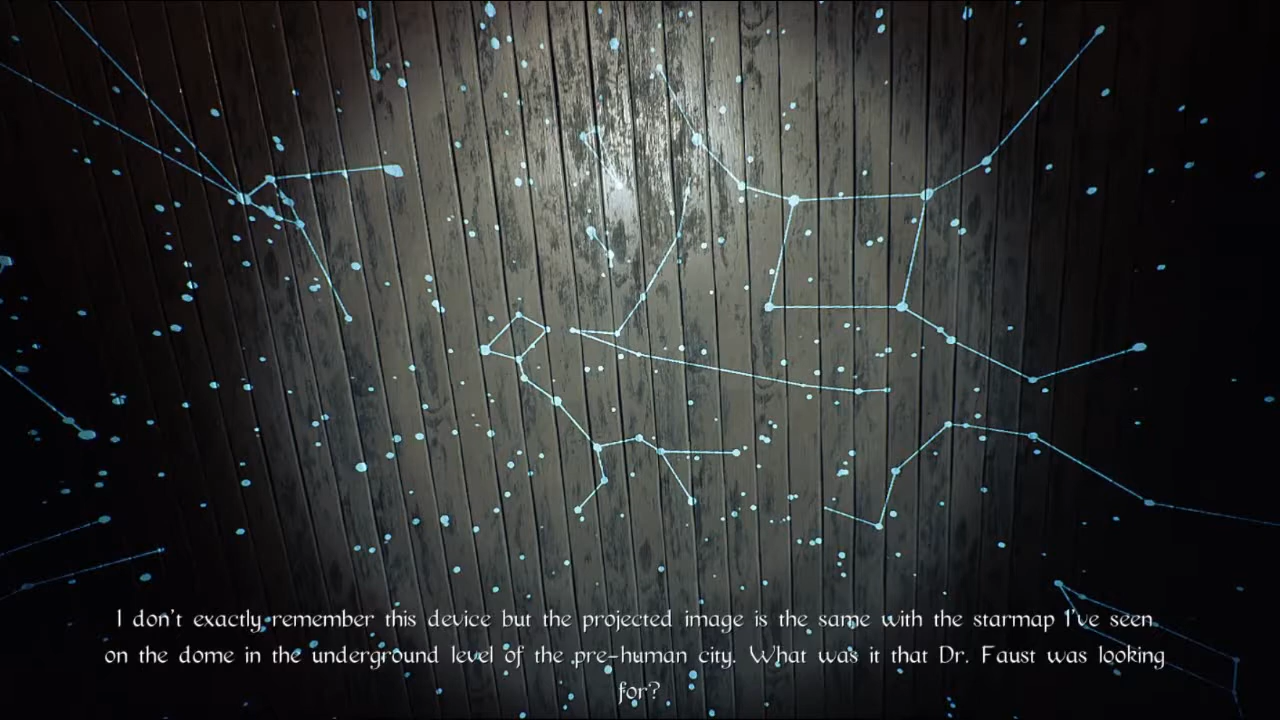 I don't exactly remember this device but the projected image is the same with the starmap I've seen
on the dome in the underground level of the pre-human city. What was it that Dr. Faust was looking
for?